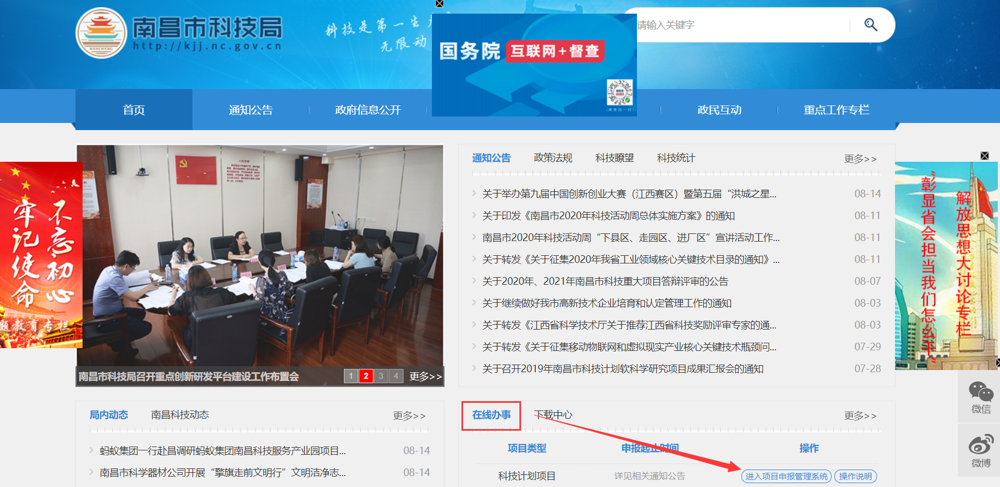 南昌市科技局
http://kjj.nc.gov.cn
NANCHANG
科技是第一生产
无限动
国务院 互联网+督查
请输入关键字
首页
通知公告
政府信息公开
政民互动
重点工作专栏
不忘初心
牢记使命
题教育专栏
南昌市科技局召开重点创新研发平台建设工作布置会
1 2 3 4 更多>>
通知公告 政策法规 科技瞭望 科技统计 更多>>
关于举办第九届中国创新创业大赛（江西赛区）暨第五届“洪城之星... 08-14
关于印发《南昌市2020年科技活动周总体实施方案》的通知 08-11
南昌市2020年科技活动周“下县区、走园区、进厂区”宣讲活动工作... 08-11
关于转发《关于征集2020年我省工业领域核心关键技术目录的通知》... 08-11
关于2020年、2021年南昌市科技重大项目答辩评审的公告 08-07
关于继续做好我市高新技术企业培育和认定管理工作的通知 08-03
关于转发《江西省科学技术厅关于推荐江西省科技奖励评审专家的通... 08-03
关于转发《关于征集移动物联网和虚拟现实产业核心关键技术瓶颈问... 07-29
关于召开2019年南昌市科技计划软科学研究项目成果汇报会的通知 07-28
解放思想大讨论专栏
“彰显省会担当我们怎么干”
微信
微博
局内动态 南昌科技动态 更多>>
蚂蚁集团一行赴昌调研蚂蚁集团南昌科技服务产业园项目... 08-14
南昌市科学器材公司开展“擎旗走前文明行”文明洁净志... 08-14
在线办事 下载中心 更多>>
项目类型 申报起止时间 操作
科技计划项目 详见相关通知公告 进入项目申报管理系统 操作说明